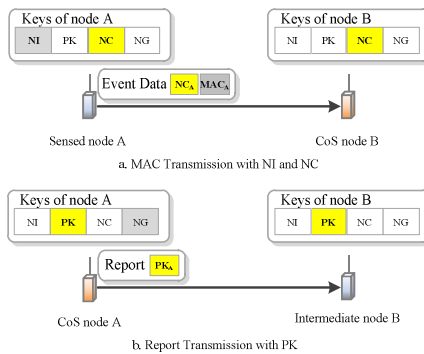 Keys of node A
NI PK NC NG
Keys of node B
NI PK NC NG
Event Data NCA MACA
Sensed node A
CoS node B
a. MAC Transmission with NI and NC
Keys of node A
NI PK NC NG
Keys of node B
NI PK NC NG
Report PKA
CoS node A
Intermediate node B
b. Report Transmission with PK